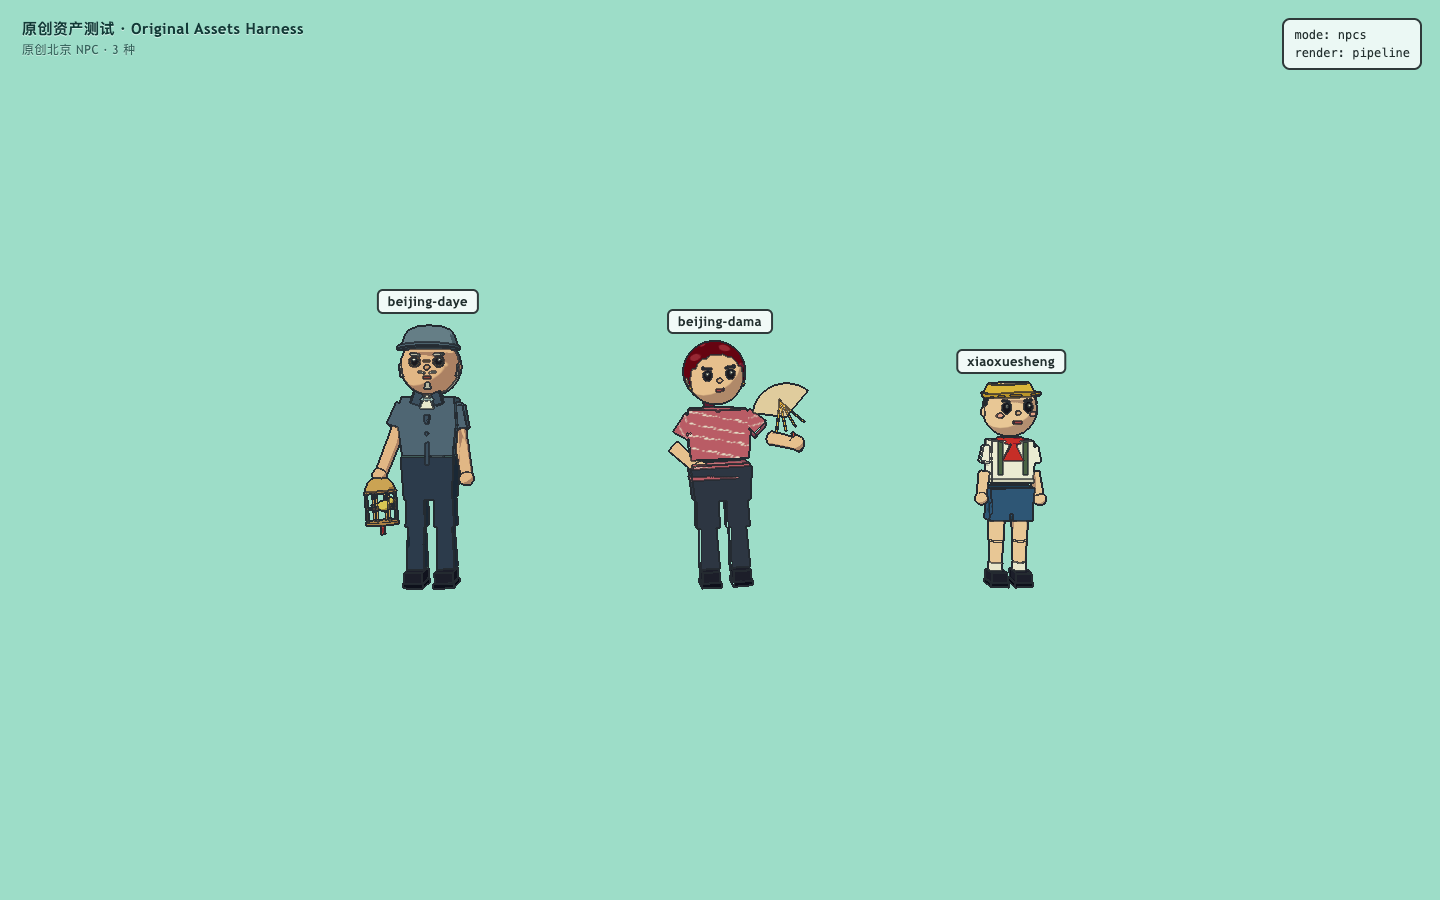 原创资产测试 · Original Assets Harness
原创北京 NPC · 3 种
mode: npcs
render: pipeline
beijing-daye
beijing-dama
xiaoxuesheng